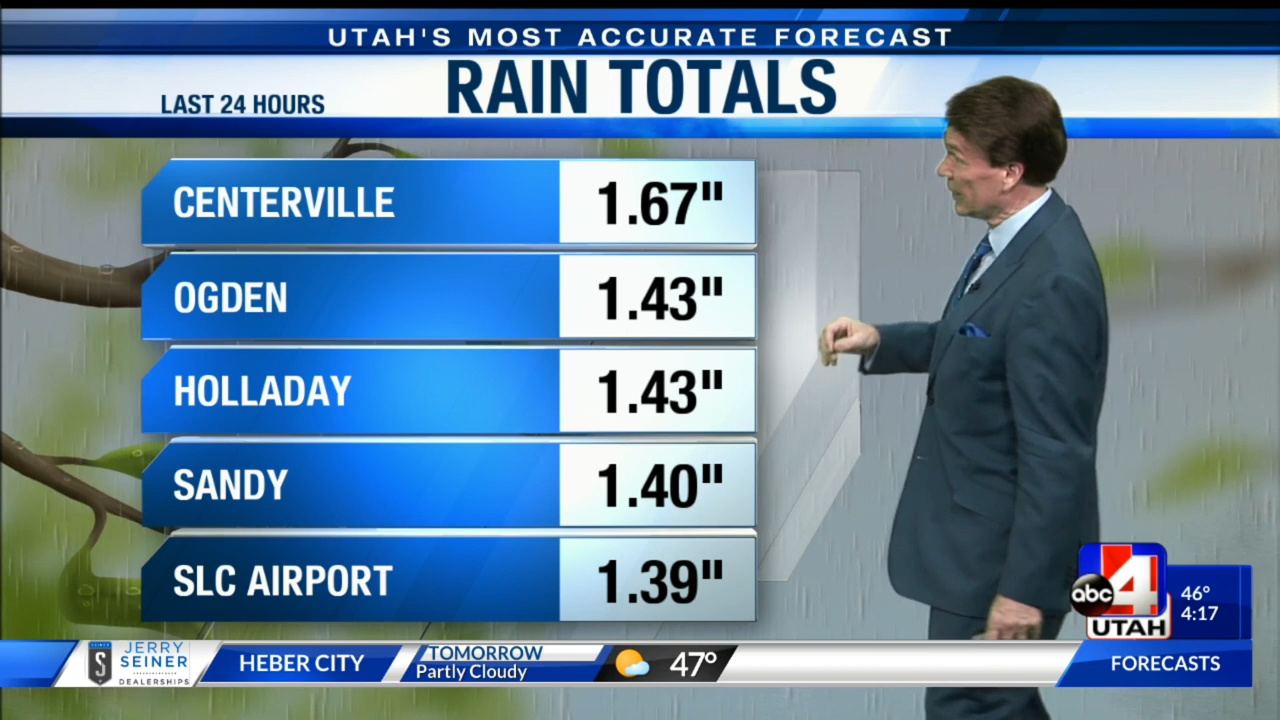 UTAH'S MOST ACCURATE FORECAST
LAST 24 HOURS
RAIN TOTALS
CENTERVILLE 1.67"
OGDEN 1.43"
HOLLADAY 1.43"
SANDY 1.40"
SLC AIRPORT 1.39"
abc 4
UTAH
46°
4:17
SEINER
S
JERRY
SEINER
DEALERSHIPS
HEBER CITY
TOMORROW
Partly Cloudy
47°
FORECASTS